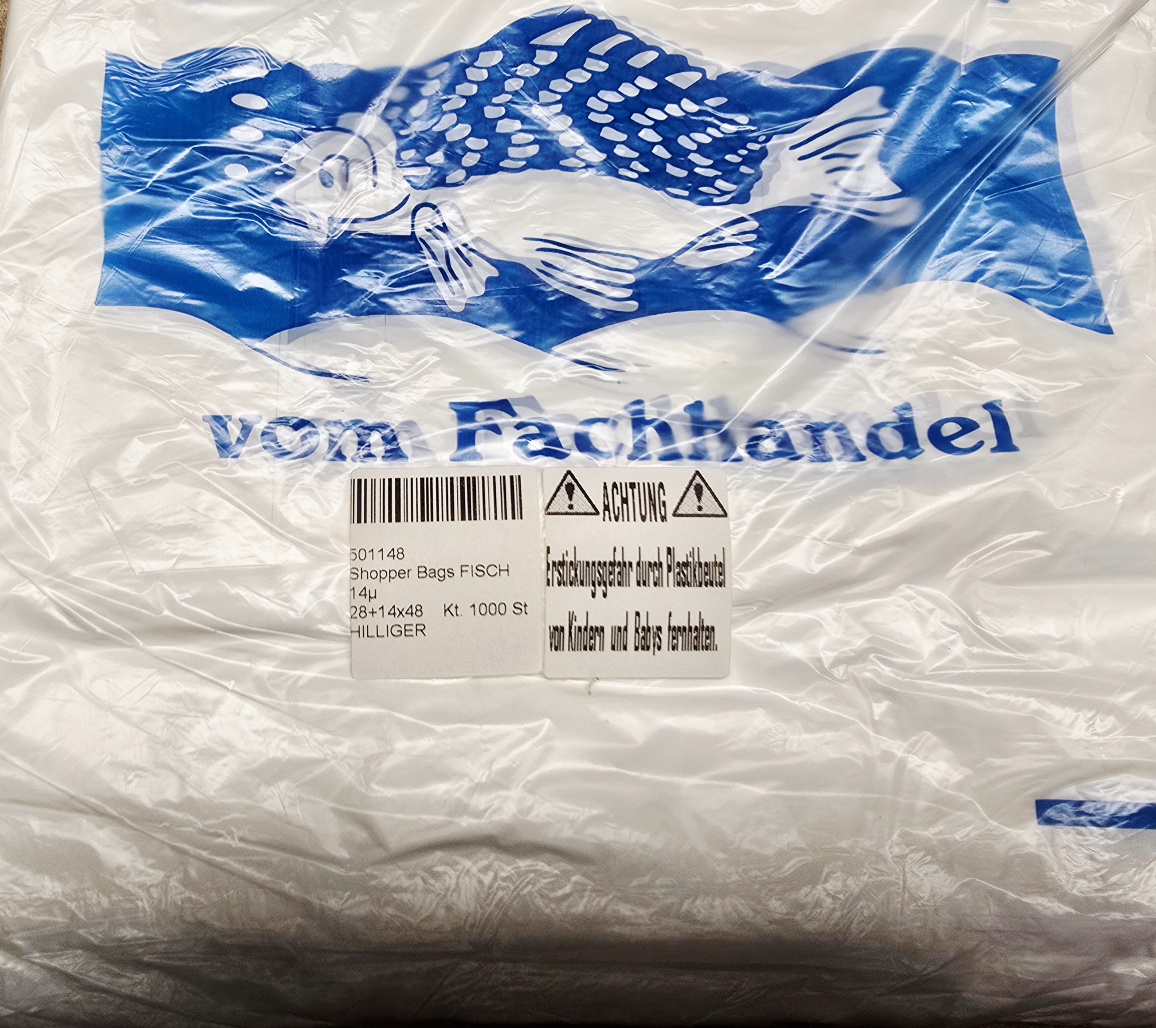 vom Fachhandel
501148
Shopper Bags FISCH
14µ
28+14x48 Kt. 1000 St
HILLIGER
ACHTUNG
Erstickungsgefahr durch Plastikbeutel
von Kindern und Babys fernhalten.